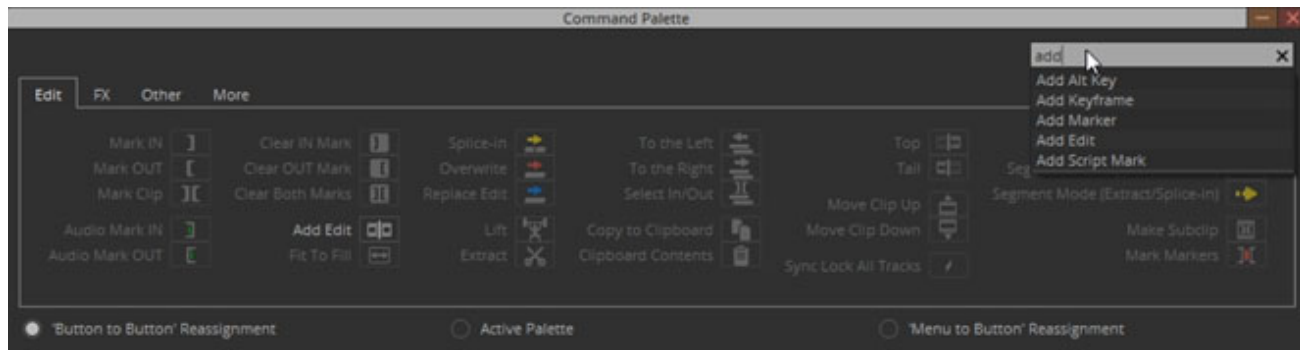 Command Palette
add
Add Alt Key
Add Keyframe
Add Marker
Add Edit
Add Script Mark
Edit FX Other More
Mark IN Clear IN Mark Splice-in To the Left Top
Mark OUT Clear OUT Mark Overwrite To the Right Tail Seg
Mark Clip Clear Both Marks Replace Edit Select In/Out Move Clip Up Segment Mode (Extract/Splice-in)
Audio Mark IN Add Edit Lift Copy to Clipboard Move Clip Down Make Subclip
Audio Mark OUT Fit To Fill Extract Clipboard Contents Sync Lock All Tracks Mark Markers
'Button to Button' Reassignment Active Palette 'Menu to Button' Reassignment